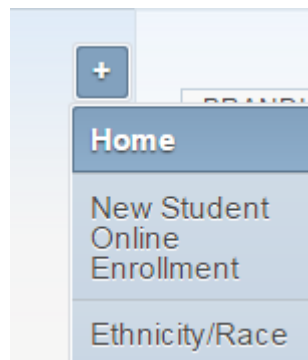 +
Home
New Student
Online
Enrollment
Ethnicity/Race